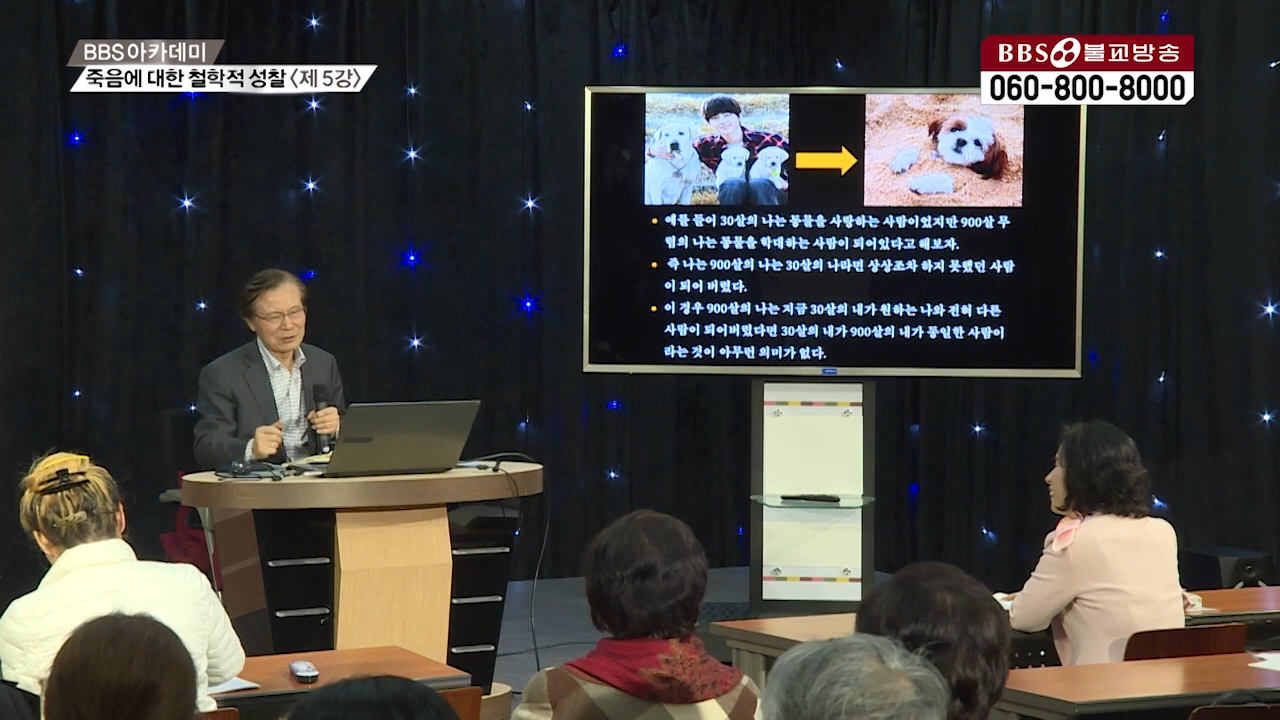 BBS아카데미
죽음에 대한 철학적 성찰〈제 5강〉
BBS 불교방송
060-800-8000
• 예를 들어 30살의 나는 동물을 사랑하는 사람이었지만 900살 무
렵의 나는 동물을 학대하는 사람이 되어있다고 해보자.
• 즉 나는 900살의 나는 30살의 나라면 상상조차 하지 못했던 사람
이 되어 버렸다.
• 이 경우 900살의 나는 지금 30살의 내가 원하는 나와 전혀 다른
사람이 되어버렸다면 30살의 내가 900살의 내가 동일한 사람이
라는 것이 아무런 의미가 없다.